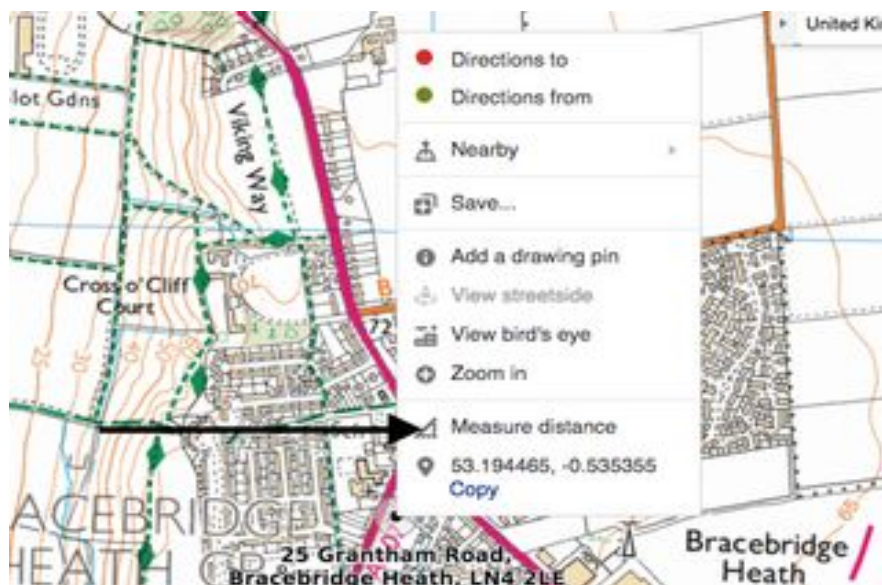 United Ki
lot Gdns
Viking Way
Cross o'Cliff
Court
72
B
Directions to
Directions from
Nearby
Save...
Add a drawing pin
View streetside
View bird's eye
Zoom in
Measure distance
53.194465, -0.535355
Copy
ACEBRIDGE
HEATH CP
25 Grantham Road,
Bracebridge Heath, LN4 2LE
Bracebridge
Heath